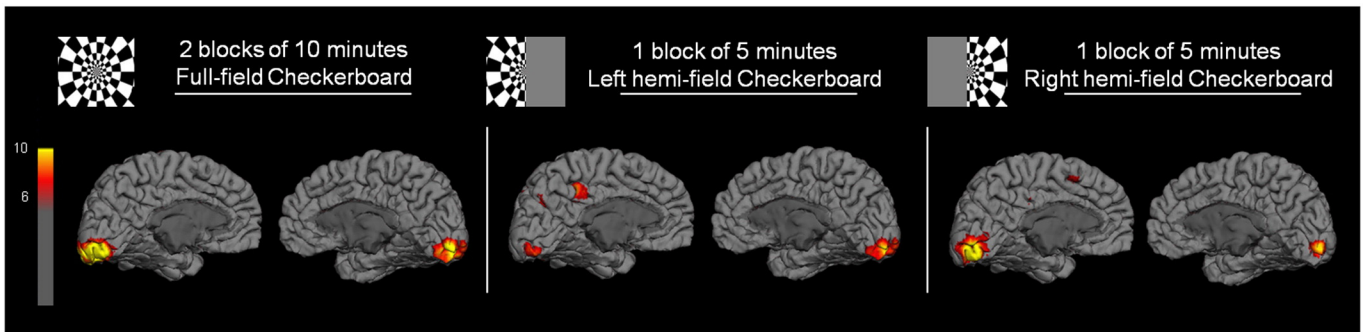 2 blocks of 10 minutes
Full-field Checkerboard
1 block of 5 minutes
Left hemi-field Checkerboard
1 block of 5 minutes
Right hemi-field Checkerboard
10
6